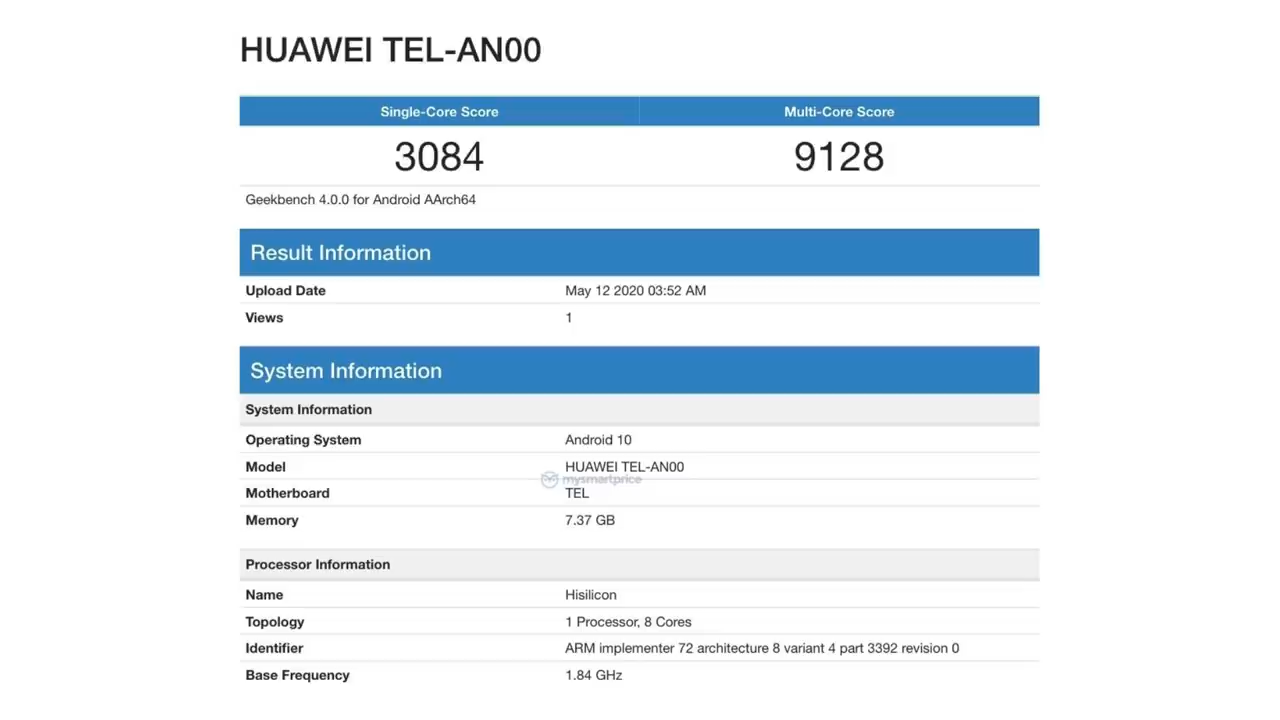 HUAWEI TEL-AN00
Single-Core Score Multi-Core Score
3084 9128
Geekbench 4.0.0 for Android AArch64
Result Information
Upload Date May 12 2020 03:52 AM
Views 1
System Information
System Information
Operating System Android 10
Model HUAWEI TEL-AN00
mysmartprice
Motherboard TEL
Memory 7.37 GB
Processor Information
Name Hisilicon
Topology 1 Processor, 8 Cores
Identifier ARM implementer 72 architecture 8 variant 4 part 3392 revision 0
Base Frequency 1.84 GHz